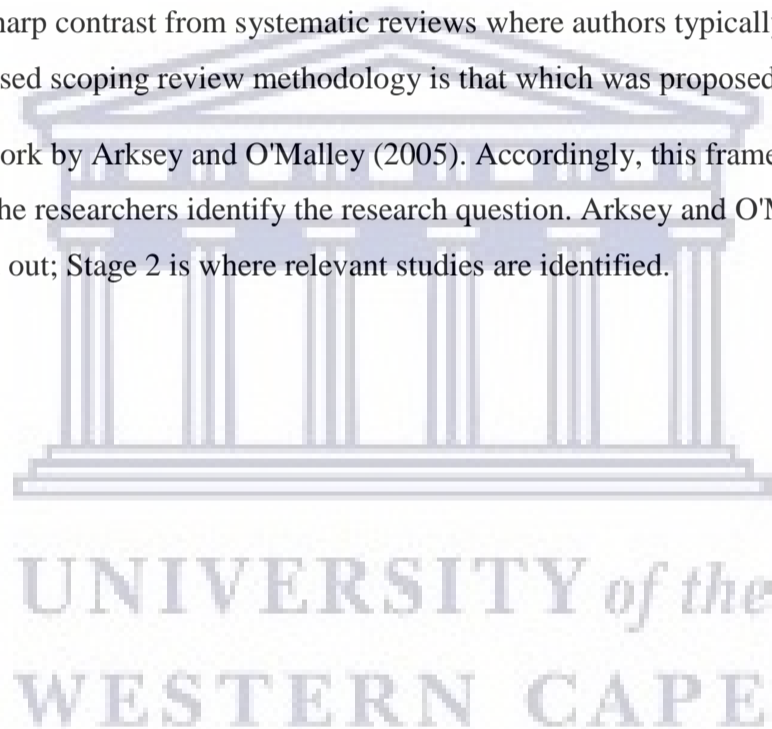 harp contrast from systematic reviews where authors typically
sed scoping review methodology is that which was proposed
ork by Arksey and O'Malley (2005). Accordingly, this frame
he researchers identify the research question. Arksey and O'M
out; Stage 2 is where relevant studies are identified.
UNIVERSITY of the
WESTERN CAPE